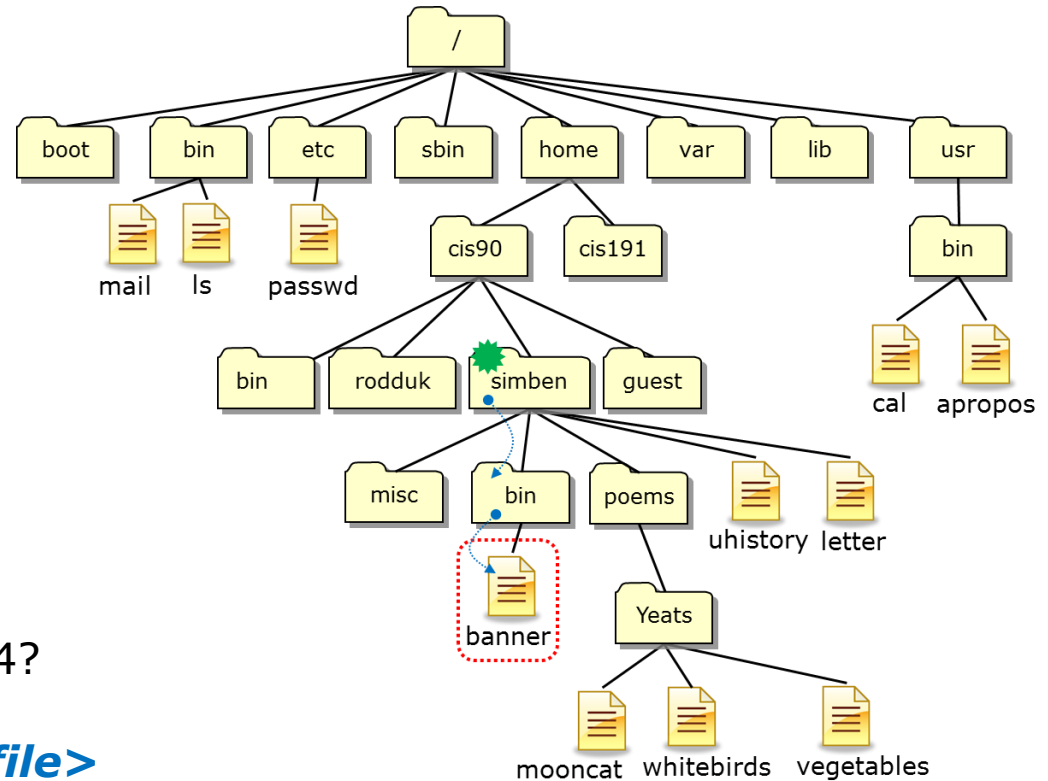 /
boot bin etc sbin home var lib usr
mail ls passwd cis90 cis191 bin
bin rodduk simben guest cal apropos
misc bin poems uhistory letter
banner Yeats
4?
file>
mooncat whitebirds vegetables